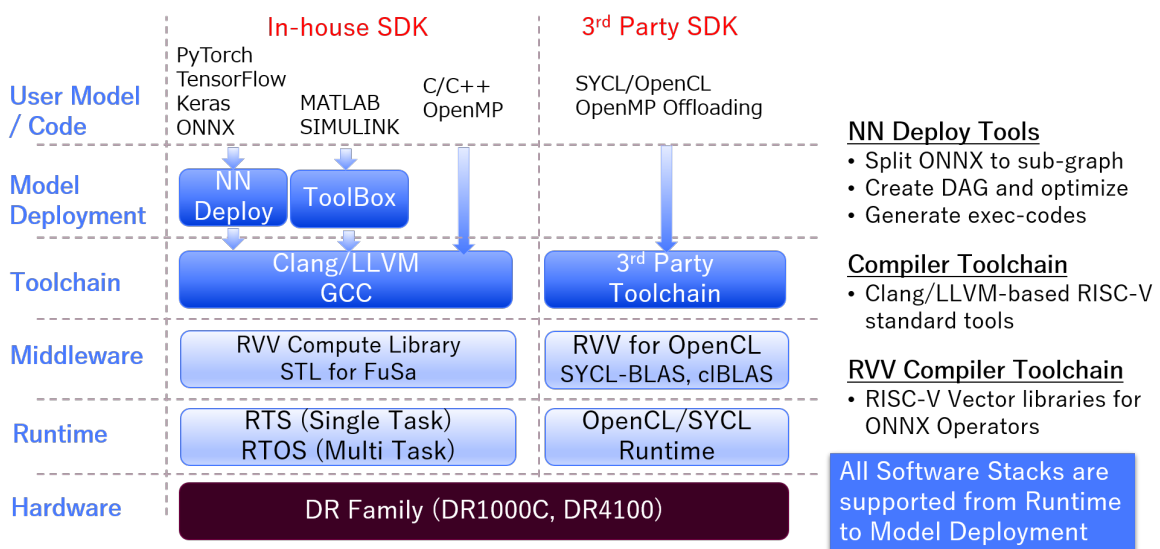 In-house SDK
3rd Party SDK
User Model
/ Code
PyTorch
TensorFlow
Keras
ONNX
MATLAB
SIMULINK
C/C++
OpenMP
SYCL/OpenCL
OpenMP Offloading
Model
Deployment
NN
Deploy
ToolBox
Toolchain
Clang/LLVM
GCC
3rd Party
Toolchain
Middleware
RVV Compute Library
STL for FuSa
RVV for OpenCL
SYCL-BLAS, clBLAS
Runtime
RTS (Single Task)
RTOS (Multi Task)
OpenCL/SYCL
Runtime
Hardware
DR Family (DR1000C, DR4100)
NN Deploy Tools
• Split ONNX to sub-graph
• Create DAG and optimize
• Generate exec-codes
Compiler Toolchain
• Clang/LLVM-based RISC-V
standard tools
RVV Compiler Toolchain
• RISC-V Vector libraries for
ONNX Operators
All Software Stacks are
supported from Runtime
to Model Deployment